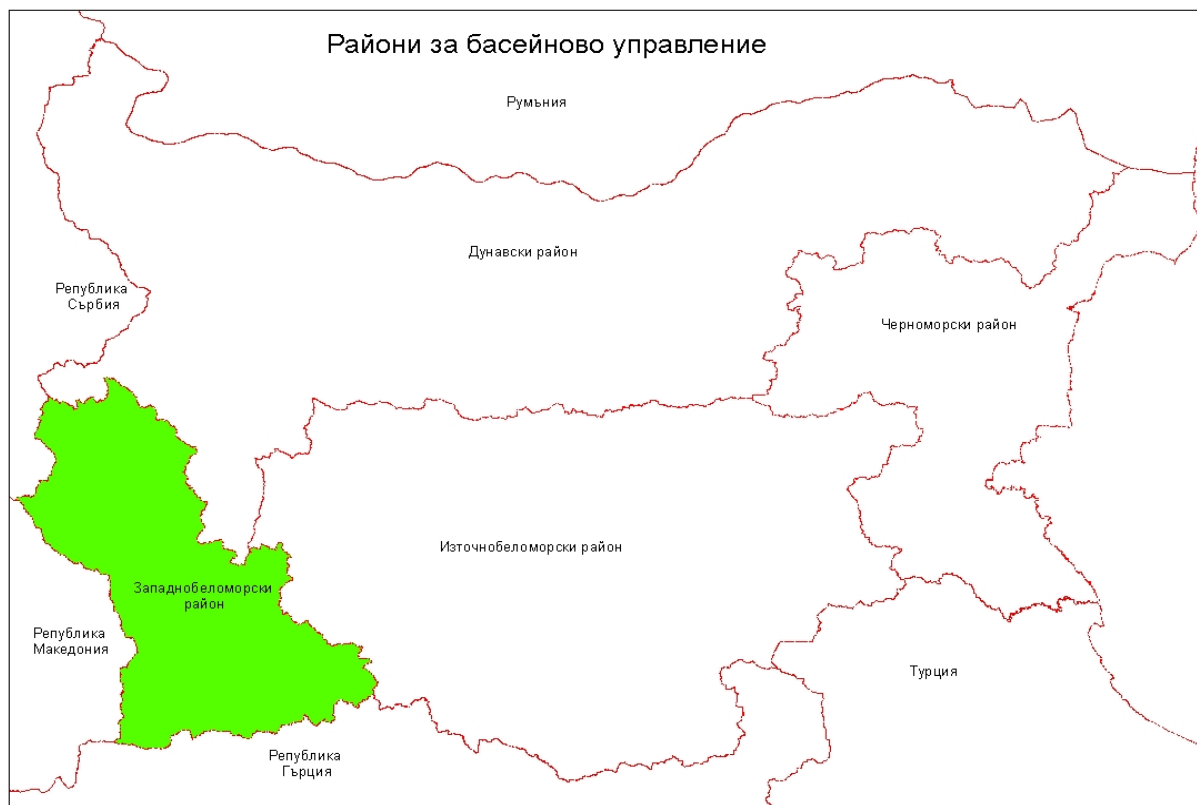 Райони за басейново управление
Румъния
Дунавски район
Република
Сърбия
Черноморски район
Източнобеломорски район
Западнобеломорски
район
Република
Македония
Турция
Република
Гърция